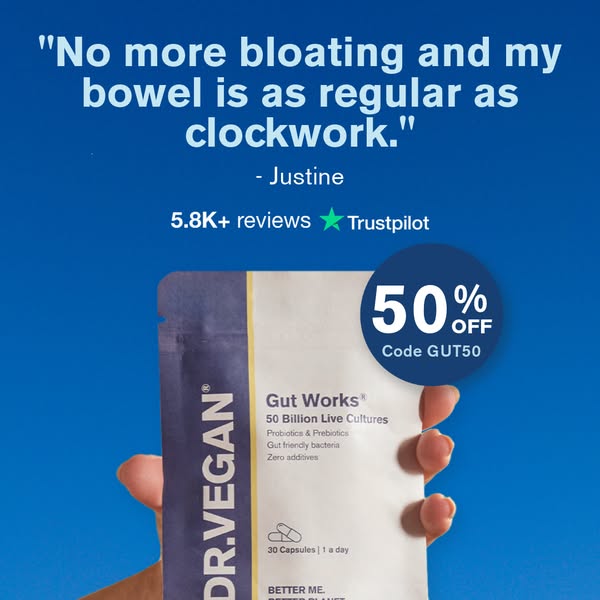 "No more bloating and my
bowel is as regular as
clockwork."
- Justine
5.8K+ reviews Trustpilot
50% OFF
Code GUT50
DR.VEGAN®
Gut Works®
50 Billion Live Cultures
Probiotics & Prebiotics
Gut friendly bacteria
Zero additives
30 Capsules | 1 a day
BETTER ME.
BETTER PLANET